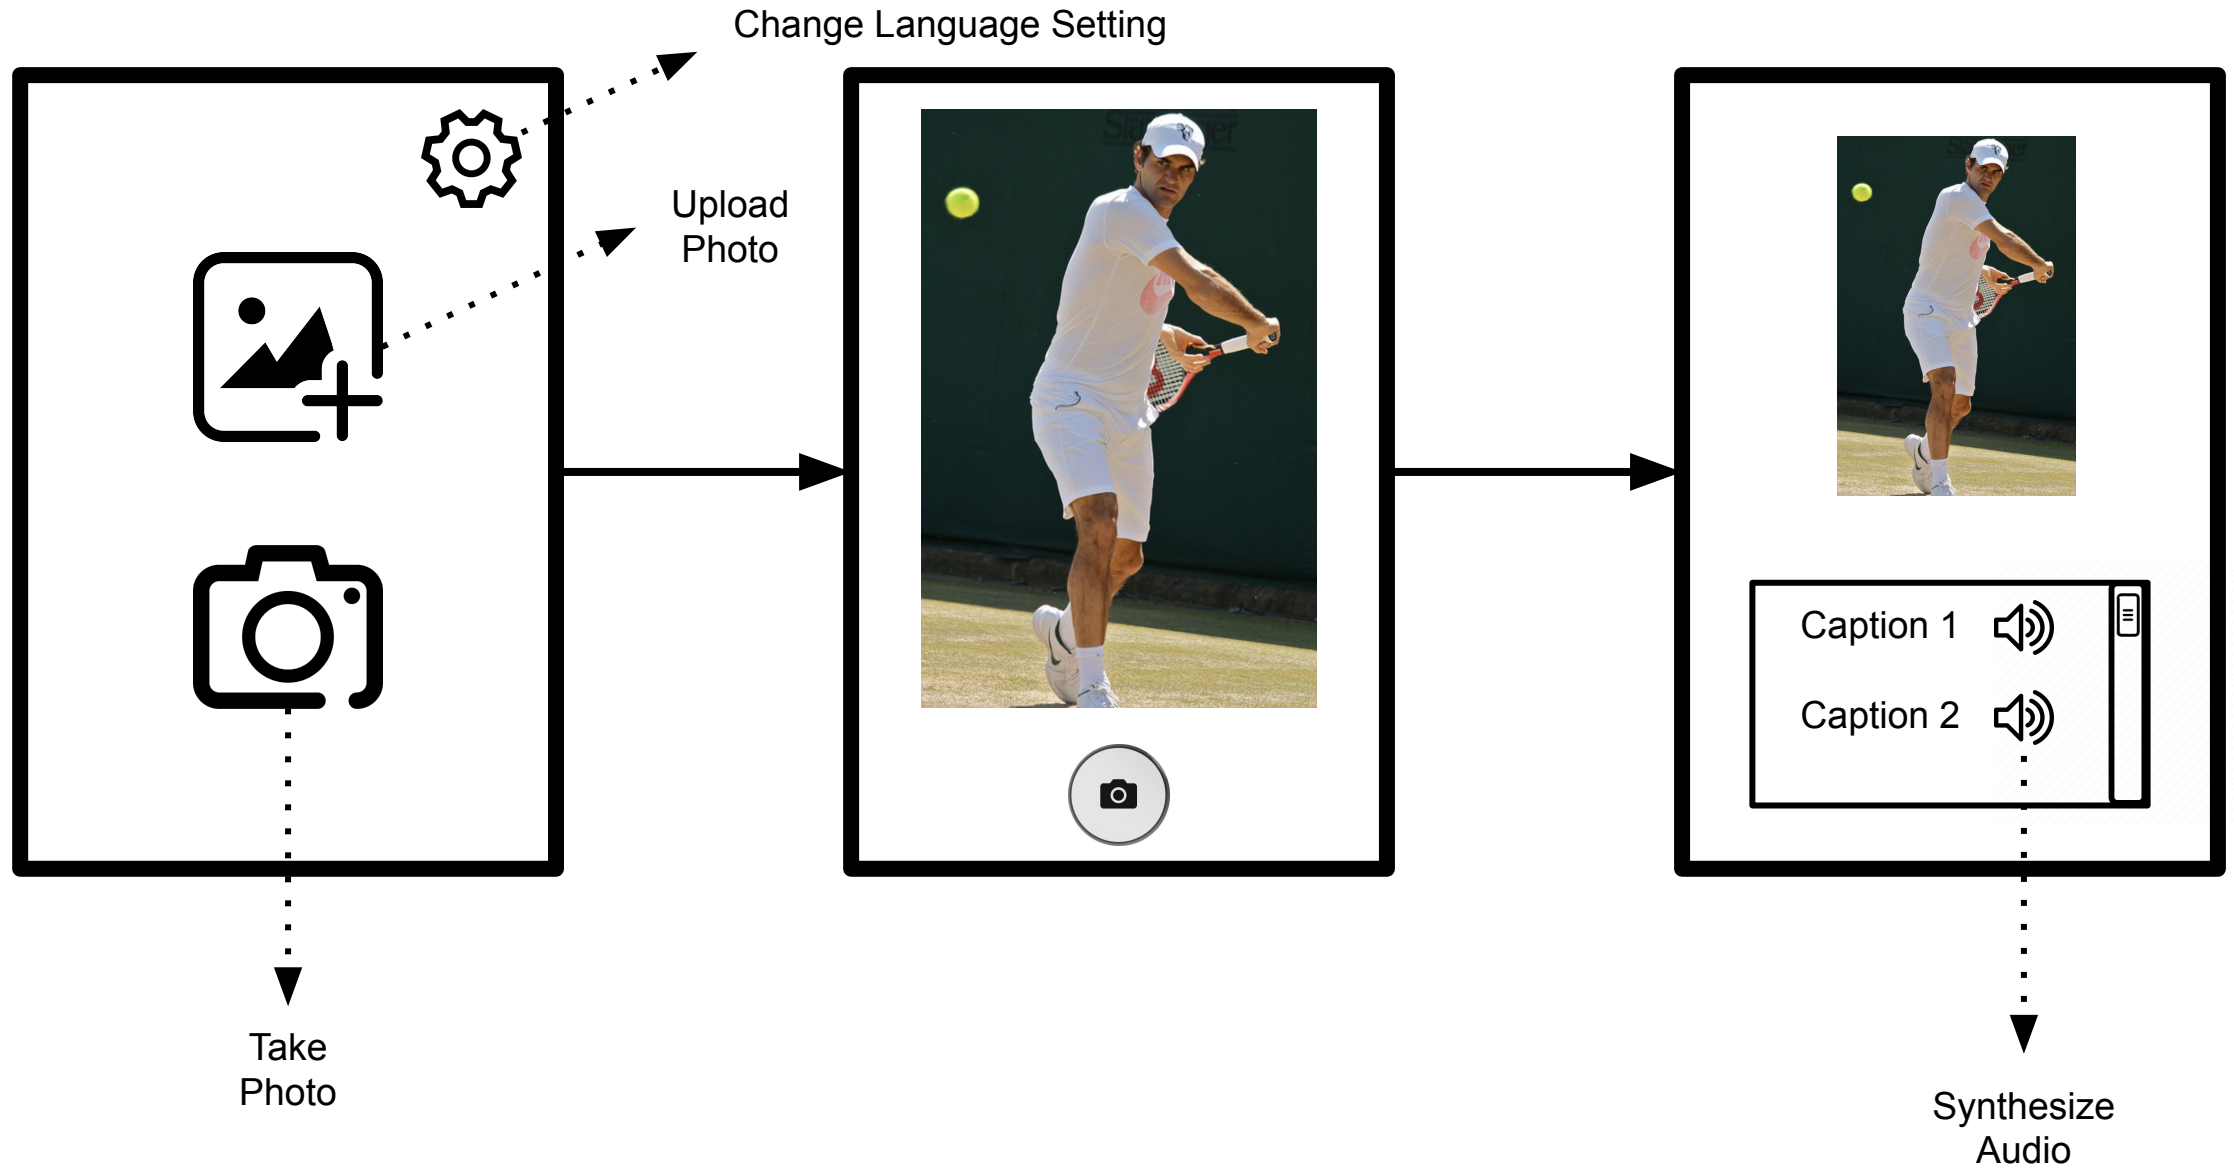 Change Language Setting
Upload
Photo
Caption 1
Caption 2
Take
Photo
Synthesize
Audio